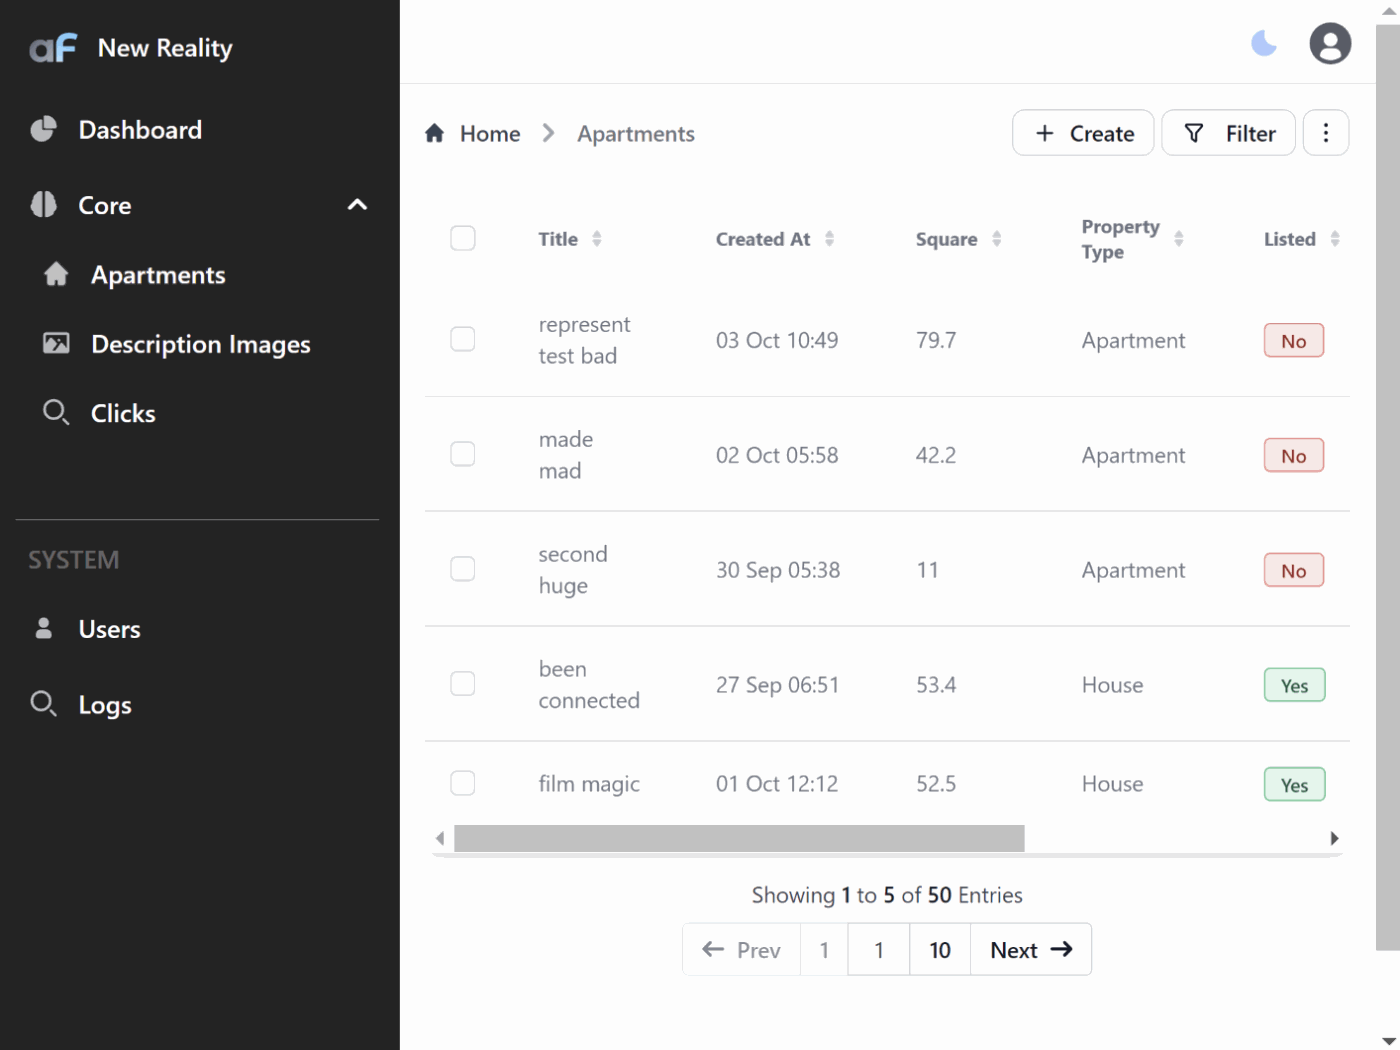 aF New Reality
Dashboard
Core
Apartments
Description Images
Clicks
SYSTEM
Users
Logs
Home Apartments
+ Create Filter
Title Created At Square Property Type Listed
represent test bad 03 Oct 10:49 79.7 Apartment No
made mad 02 Oct 05:58 42.2 Apartment No
second huge 30 Sep 05:38 11 Apartment No
been connected 27 Sep 06:51 53.4 House Yes
film magic 01 Oct 12:12 52.5 House Yes
Showing 1 to 5 of 50 Entries
Prev 1 1 10 Next